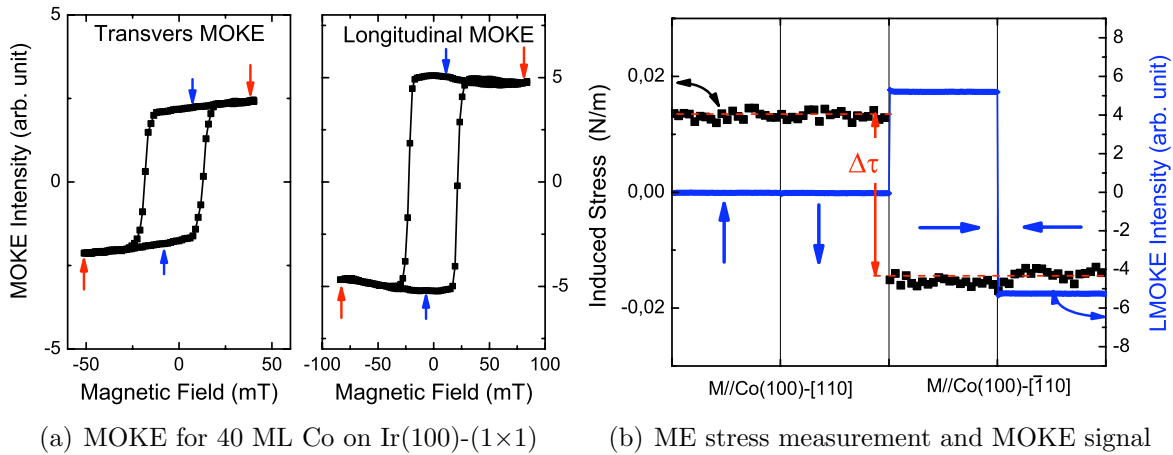 Transvers MOKE
Longitudinal MOKE
MOKE Intensity (arb. unit)
5
0
-5
-50
0
50
Magnetic Field (mT)
5
0
-5
-100
-50
0
50
100
Magnetic Field (mT)
(a) MOKE for 40 ML Co on Ir(100)-(1×1)
Induced Stress (N/m)
0,02
0,00
-0,02
Δτ
8
6
4
2
0
-2
-4
-6
-8
LMOKE Intensity (arb. unit)
M//Co(100)-[110]
M//Co(100)-[1̅10]
(b) ME stress measurement and MOKE signal